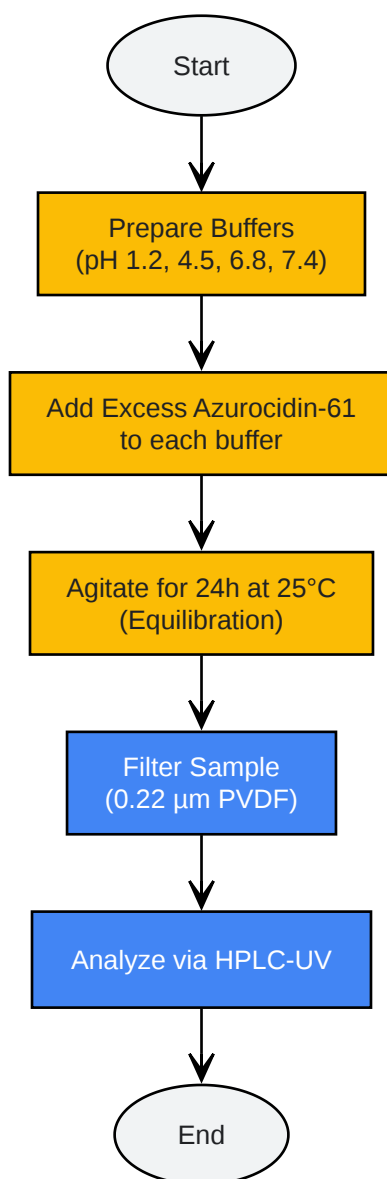 Start
Prepare Buffers
(pH 1.2, 4.5, 6.8, 7.4)
Add Excess Azurocidin-61
to each buffer
Agitate for 24h at 25°C
(Equilibration)
Filter Sample
(0.22 µm PVDF)
Analyze via HPLC-UV
End